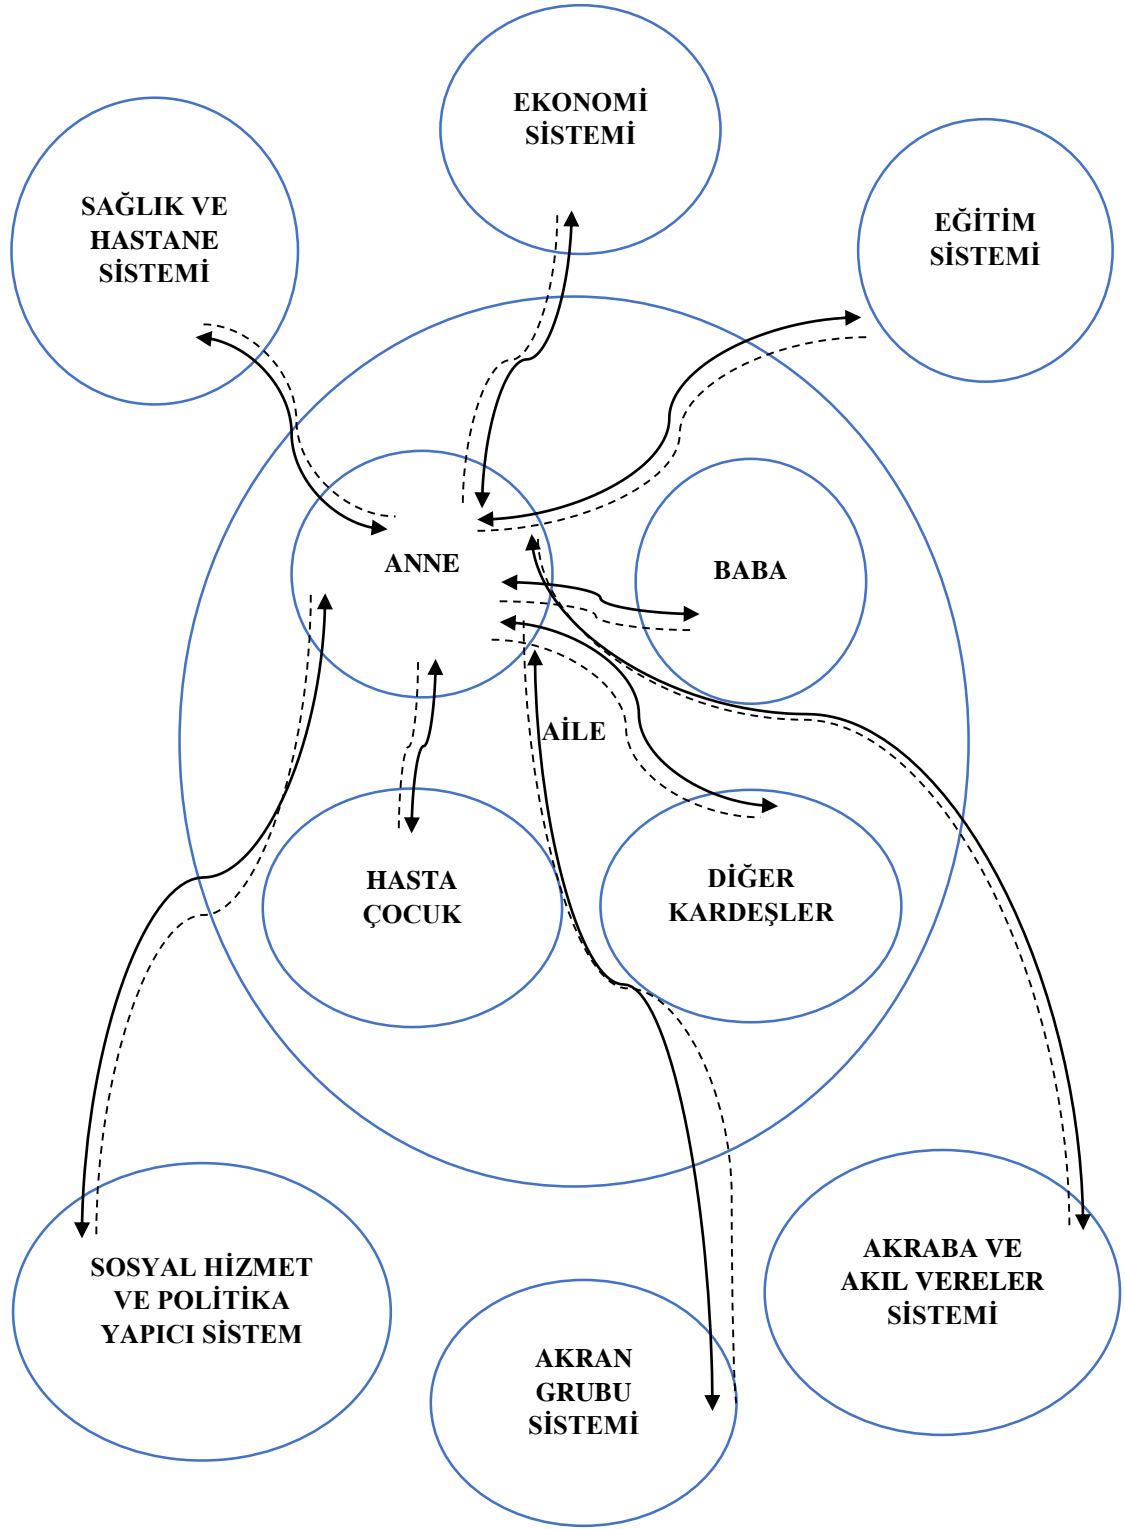 EKONOMİ
SİSTEMİ
SAĞLIK VE
HASTANE
SİSTEMİ
EĞİTİM
SİSTEMİ
ANNE
BABA
AİLE
HASTA
ÇOCUK
DİĞER
KARDEŞLER
SOSYAL HİZMET
VE POLİTİKA
YAPICI SİSTEM
AKRAN
GRUBU
SİSTEMİ
AKRABA VE
AKIL VERELER
SİSTEMİ